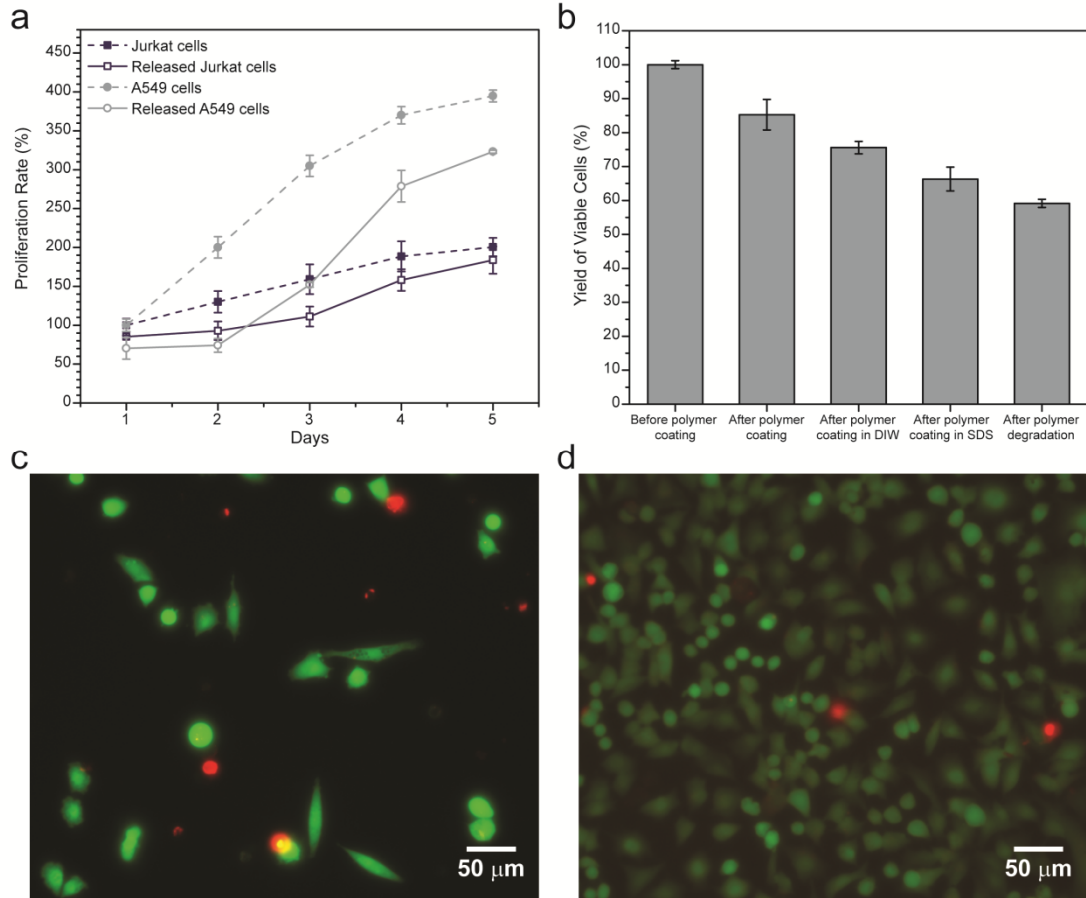 a
450
400
350
300
250
200
150
100
50
0
Proliferation Rate (%)
Jurkat cells
Released Jurkat cells
A549 cells
Released A549 cells
1 2 3 4 5
Days
b
110
100
90
80
70
60
50
40
30
20
10
0
Yield of Viable Cells (%)
Before polymer
coating
After polymer
coating
After polymer
coating in DIW
After polymer
coating in SDS
After polymer
degradation
c
50 μm
d
50 μm